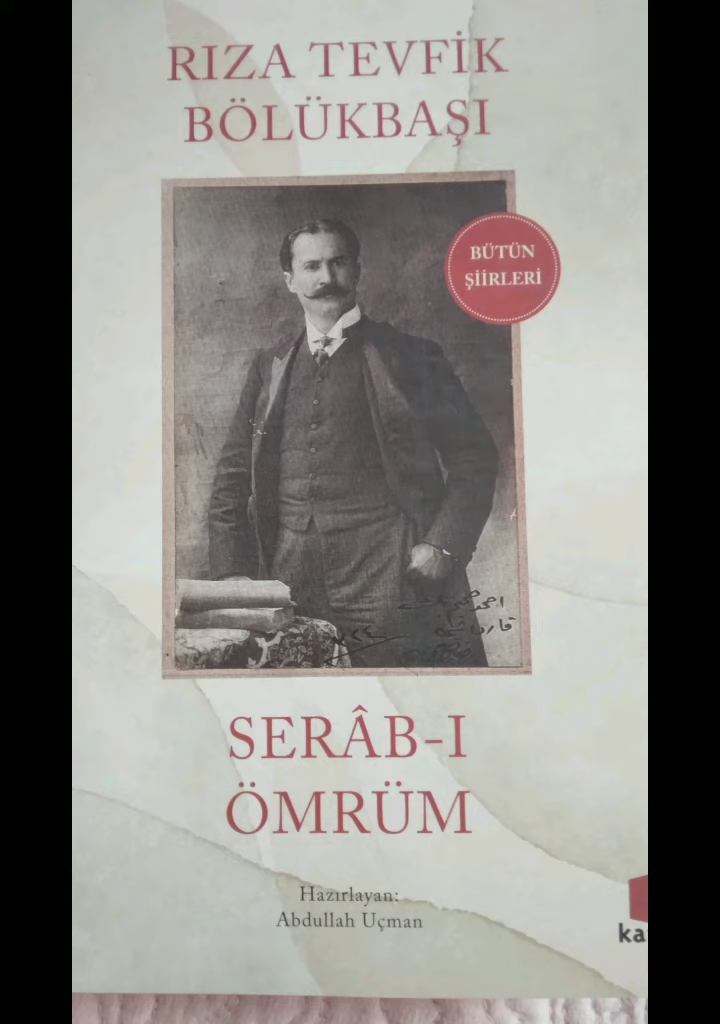 RIZA TEVFİK
BÖLÜKBAŞI
BÜTÜN
ŞİİRLERİ
SERÂB-I
ÖMRÜM
Hazırlayan:
Abdullah Uçman